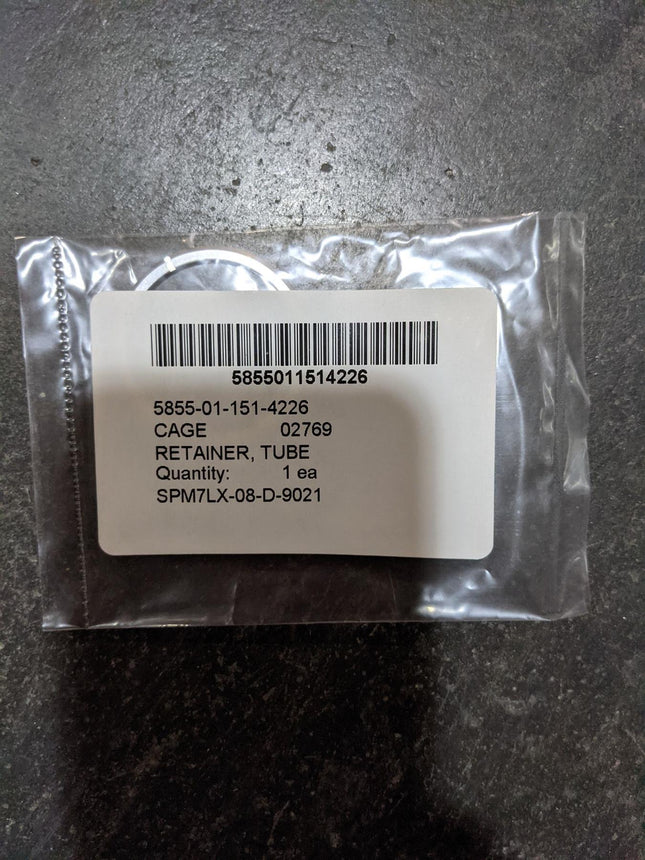 5855011514226
5855-01-151-4226
CAGE 02769
RETAINER, TUBE
Quantity: 1 ea
SPM7LX-08-D-9021